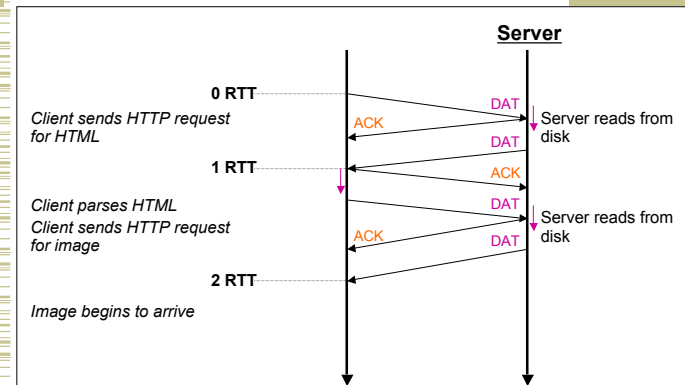 Server
0 RTT
DAT
Client sends HTTP request
for HTML
ACK
Server reads from
disk
DAT
1 RTT
ACK
Client parses HTML
DAT
Client sends HTTP request
for image
ACK
Server reads from
disk
DAT
2 RTT
Image begins to arrive